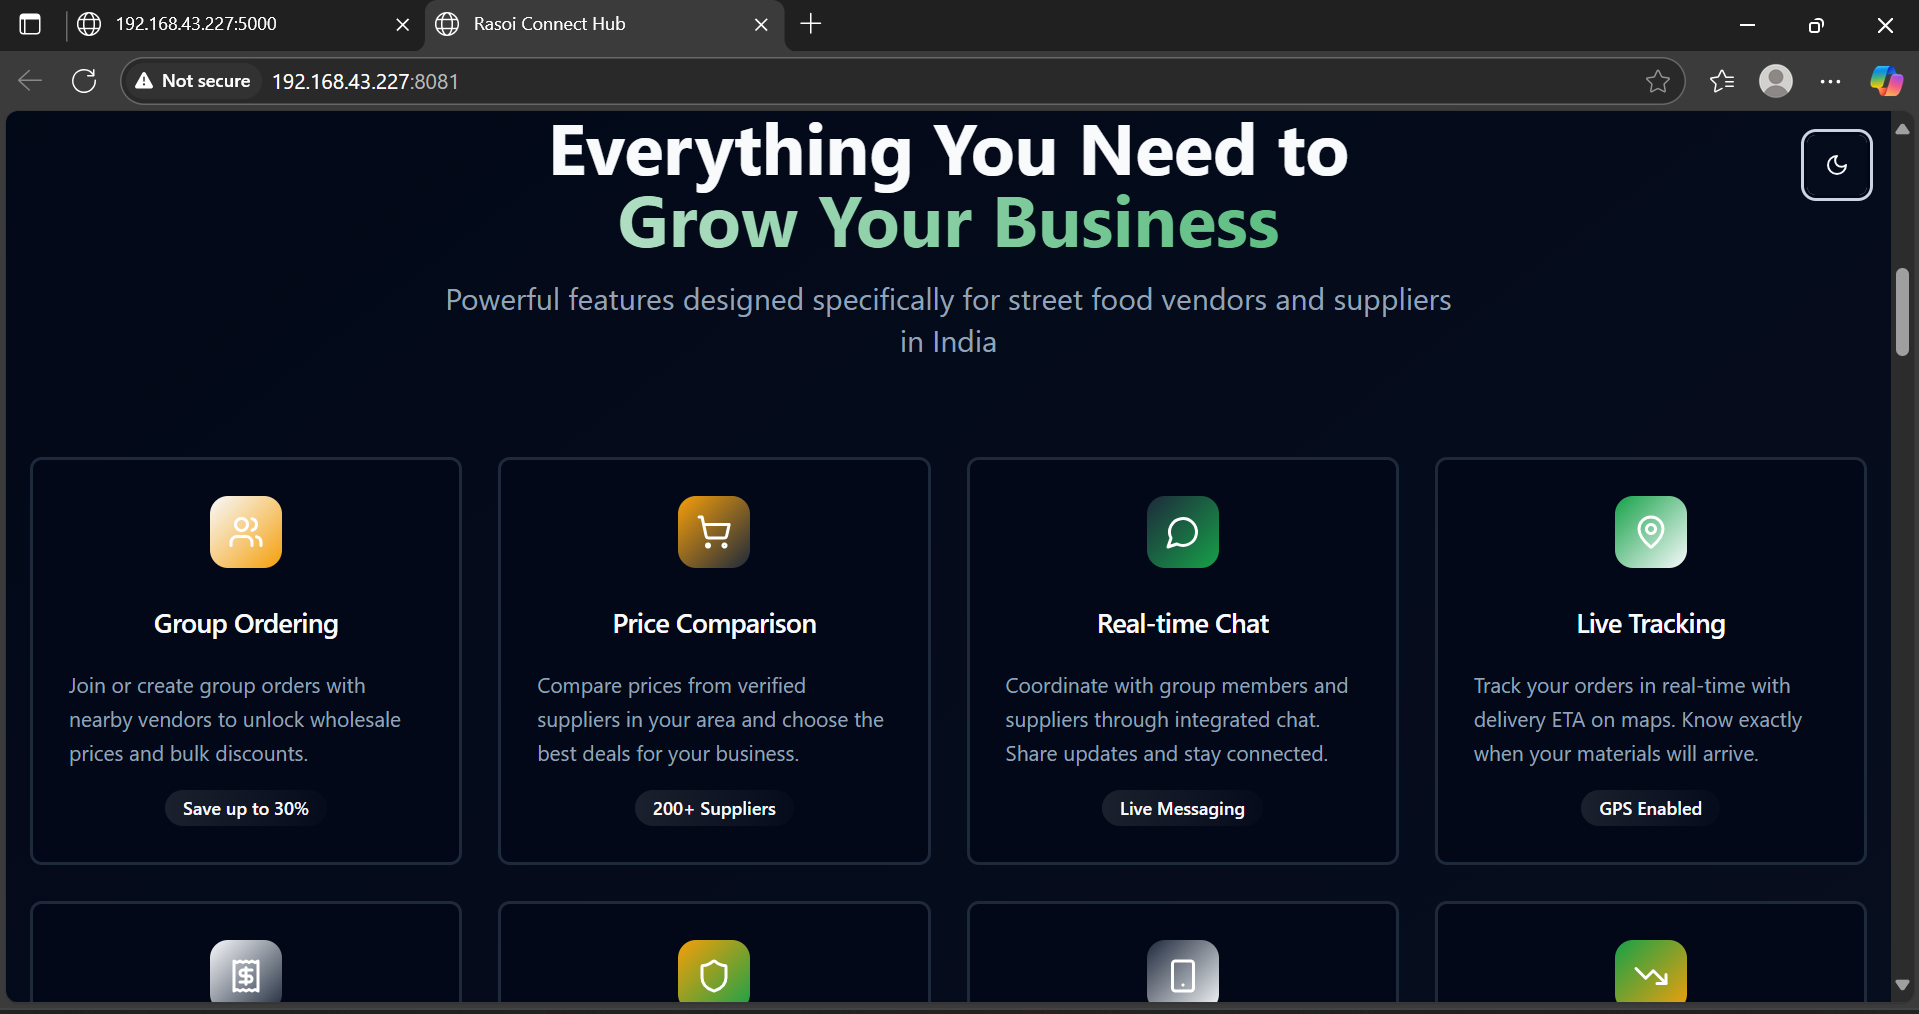 192.168.43.227:5000
Rasoi Connect Hub
Not secure
192.168.43.227:8081
Everything You Need to
Grow Your Business
Powerful features designed specifically for street food vendors and suppliers
in India
Group Ordering
Join or create group orders with
nearby vendors to unlock wholesale
prices and bulk discounts.
Save up to 30%
Price Comparison
Compare prices from verified
suppliers in your area and choose the
best deals for your business.
200+ Suppliers
Real-time Chat
Coordinate with group members and
suppliers through integrated chat.
Share updates and stay connected.
Live Messaging
Live Tracking
Track your orders in real-time with
delivery ETA on maps. Know exactly
when your materials will arrive.
GPS Enabled